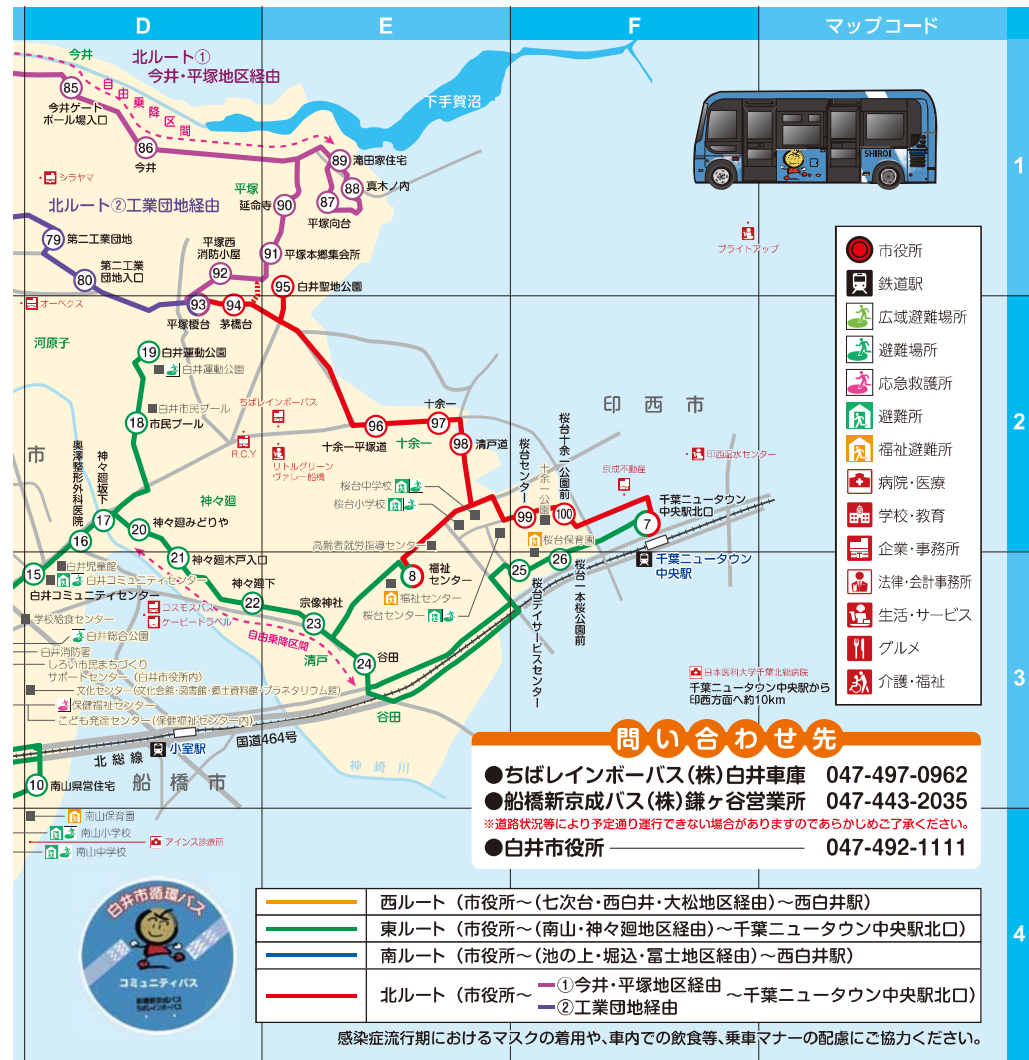 D
E
F
マップコード
1
2
3
4
今井
北ルート①
今井・平塚地区経由
自由乗降区間
85
今井ゲート
ボール場入口
86
今井
下手賀沼
89
滝田家住宅
88
真木ノ内
87
平塚向台
シラヤマ
平塚
延命寺
90
北ルート②工業団地経由
79
第二工業団地
第二工業
団地入口
80
平塚西
消防小屋
92
91
平塚本郷集会所
95
白井聖地公園
93
平塚榎台
94
茅橋台
オーベクス
SHIROI
ブライトアップ
市役所
鉄道駅
広域避難場所
避難場所
応急救護所
避難所
福祉避難所
病院・医療
学校・教育
企業・事務所
法律・会計事務所
生活・サービス
グルメ
介護・福祉
河原子
19
白井運動公園
白井運動公園
白井市民プール
18
市民プール
ちばレインボーバス
R.C.Y
リトルグリーン
ヴァレー船橋
96
十余一平塚道
十余一
97
十余一
98
清戸道
印西市
印西温水センター
京成不動産
市
奥澤整形外科医院
神々廻坂下
神々廻
17
16
20
神々廻みどりや
21
神々廻木戸入口
神々廻下
22
桜台中学校
桜台小学校
桜台センター
十余一公園
桜台十余一公園前
99
100
千葉ニュータウン
中央駅北口
7
千葉ニュータウン
中央駅
高齢者就労指導センター
桜台保育園
26
25
桜台一本桜公園前
桜台デイサービスセンター
8
福祉
センター
福祉センター
桜台センター
15
白井児童館
白井コミュニティセンター
白井コミュニティセンター
コスモスバス
ケービートラベル
宗像神社
23
自由乗降区間
清戸
24
谷田
谷田
学校給食センター
白井総合公園
白井消防署
しろい市民まちづくり
サポートセンター(白井市役所内)
文化センター(文化会館・図書館・郷土資料館・プラネタリウム館)
保健福祉センター
こども発達センター(保健福祉センター内)
日本医科大学千葉北総病院
千葉ニュータウン中央駅から
印西方面へ約10km
北総線
小室駅
国道464号
10
南山県営住宅
船橋市
神崎川
南山保育園
南山小学校
南山中学校
アインス診療所
問い合わせ先
●ちばレインボーバス(株)白井車庫 047-497-0962
●船橋新京成バス(株)鎌ヶ谷営業所 047-443-2035
※道路状況等により予定通り運行できない場合がありますのであらかじめご了承ください。
●白井市役所 047-492-1111
白井市循環バス
コミュニティバス
船橋新京成バス
ちばレインボーバス
西ルート(市役所~(七次台・西白井・大松地区経由)~西白井駅)
東ルート(市役所~(南山・神々廻地区経由)~千葉ニュータウン中央駅北口)
南ルート(市役所~(池の上・堀込・冨士地区経由)~西白井駅)
北ルート(市役所~ ①今井・平塚地区経由 ②工業団地経由 ~千葉ニュータウン中央駅北口)
感染症流行期におけるマスクの着用や、車内での飲食等、乗車マナーの配慮にご協力ください。